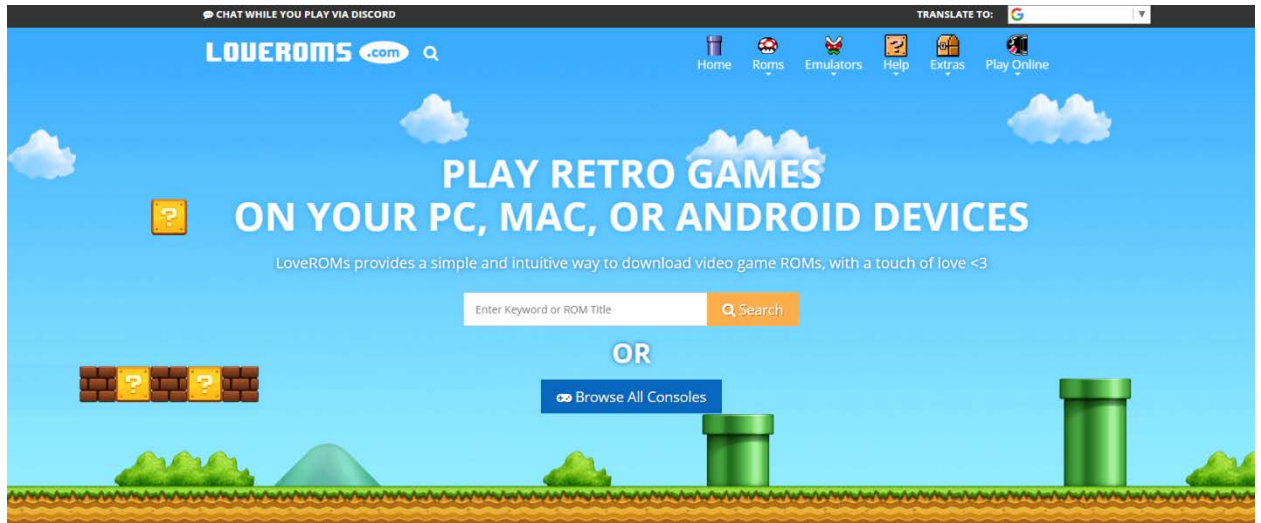 CHAT WHILE YOU PLAY VIA DISCORD
TRANSLATE TO:
LOVEROMS .com
Home Roms Emulators Help Extras Play Online
PLAY RETRO GAMES
ON YOUR PC, MAC, OR ANDROID DEVICES
LoveROMs provides a simple and intuitive way to download video game ROMs, with a touch of love <3
Enter Keyword or ROM Title
Search
OR
Browse All Consoles